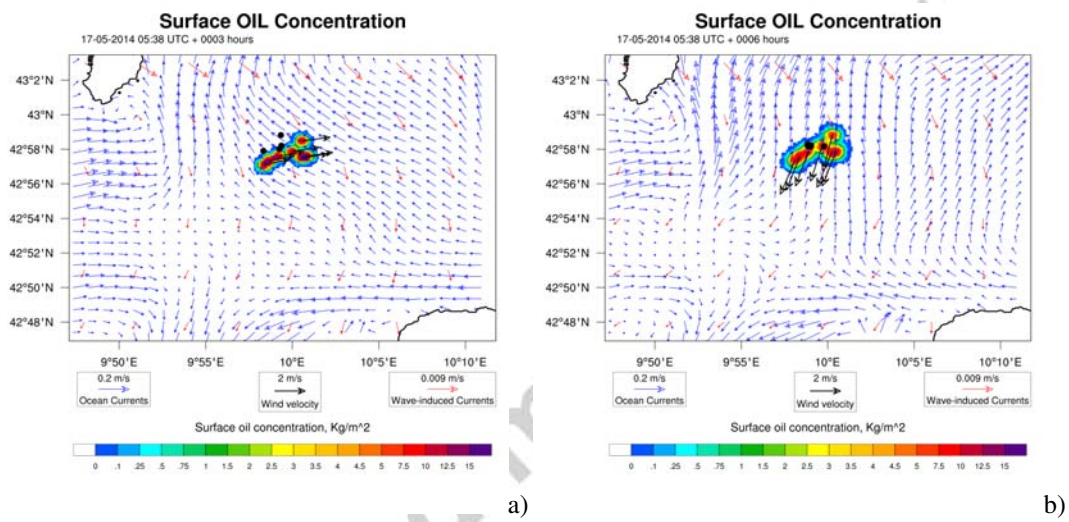 Surface OIL Concentration
17-05-2014 05:38 UTC + 0003 hours
43°2'N
43°N
42°58'N
42°56'N
42°54'N
42°52'N
42°50'N
42°48'N
9°50'E 9°55'E 10°E 10°5'E 10°10'E
0.2 m/s
Ocean Currents
2 m/s
Wind velocity
0.009 m/s
Wave-induced Currents
Surface oil concentration, Kg/m^2
0 .1 .25 .5 .75 1 1.5 2 2.5 3 3.5 4 4.5 5 7.5 10 12.5 15
a)
Surface OIL Concentration
17-05-2014 05:38 UTC + 0006 hours
43°2'N
43°N
42°58'N
42°56'N
42°54'N
42°52'N
42°50'N
42°48'N
9°50'E 9°55'E 10°E 10°5'E 10°10'E
0.2 m/s
Ocean Currents
2 m/s
Wind velocity
0.009 m/s
Wave-induced Currents
Surface oil concentration, Kg/m^2
0 .1 .25 .5 .75 1 1.5 2 2.5 3 3.5 4 4.5 5 7.5 10 12.5 15
b)